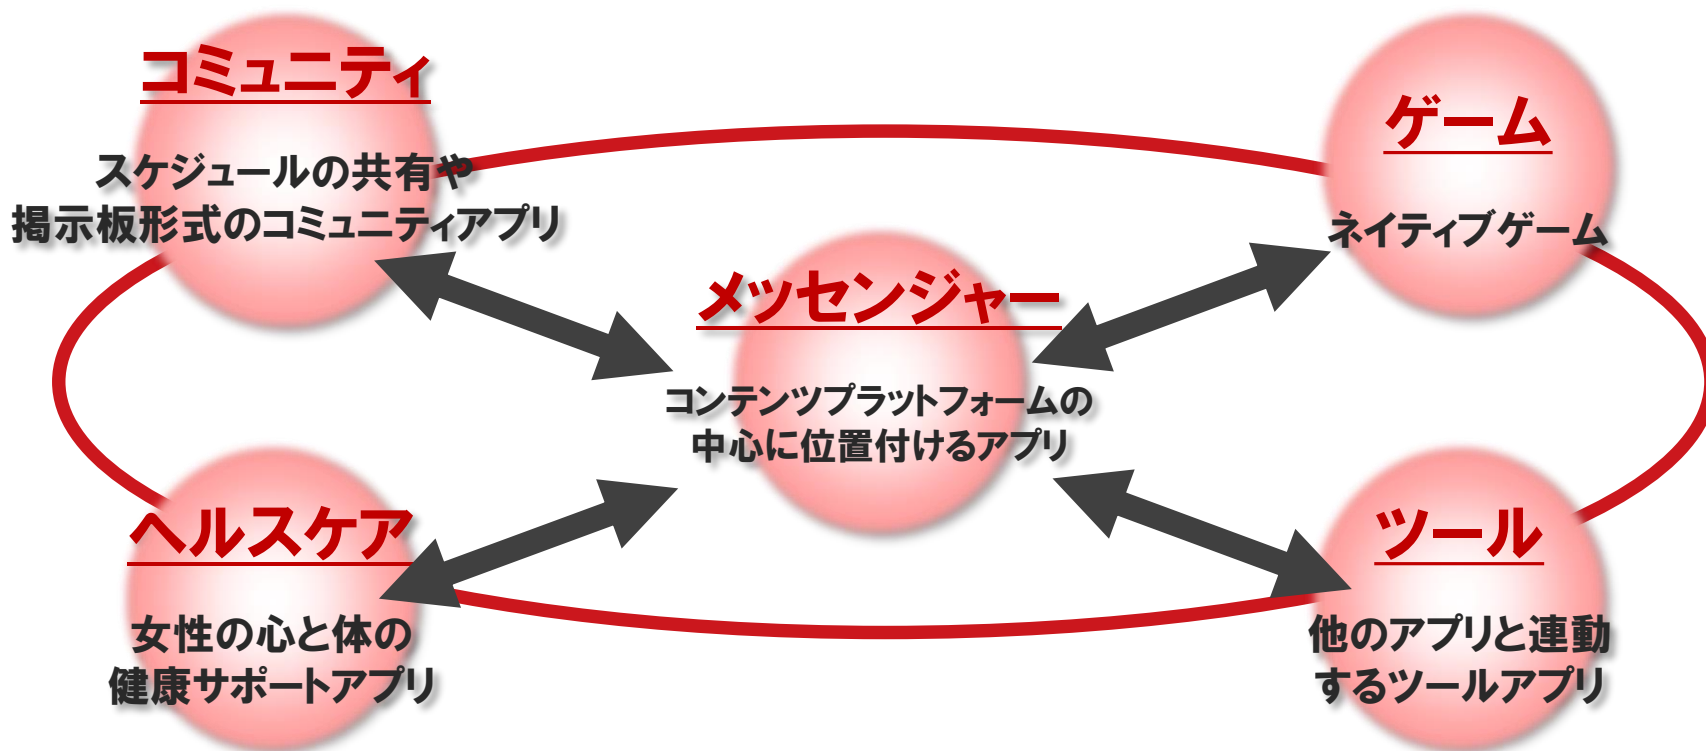 コミュニティ
スケジュールの共有や
掲示板形式のコミュニティアプリ
ゲーム
ネイティブゲーム
メッセンジャー
コンテンツプラットフォームの
中心に位置付けるアプリ
ヘルスケア
女性の心と体の
健康サポートアプリ
ツール
他のアプリと連動
するツールアプリ